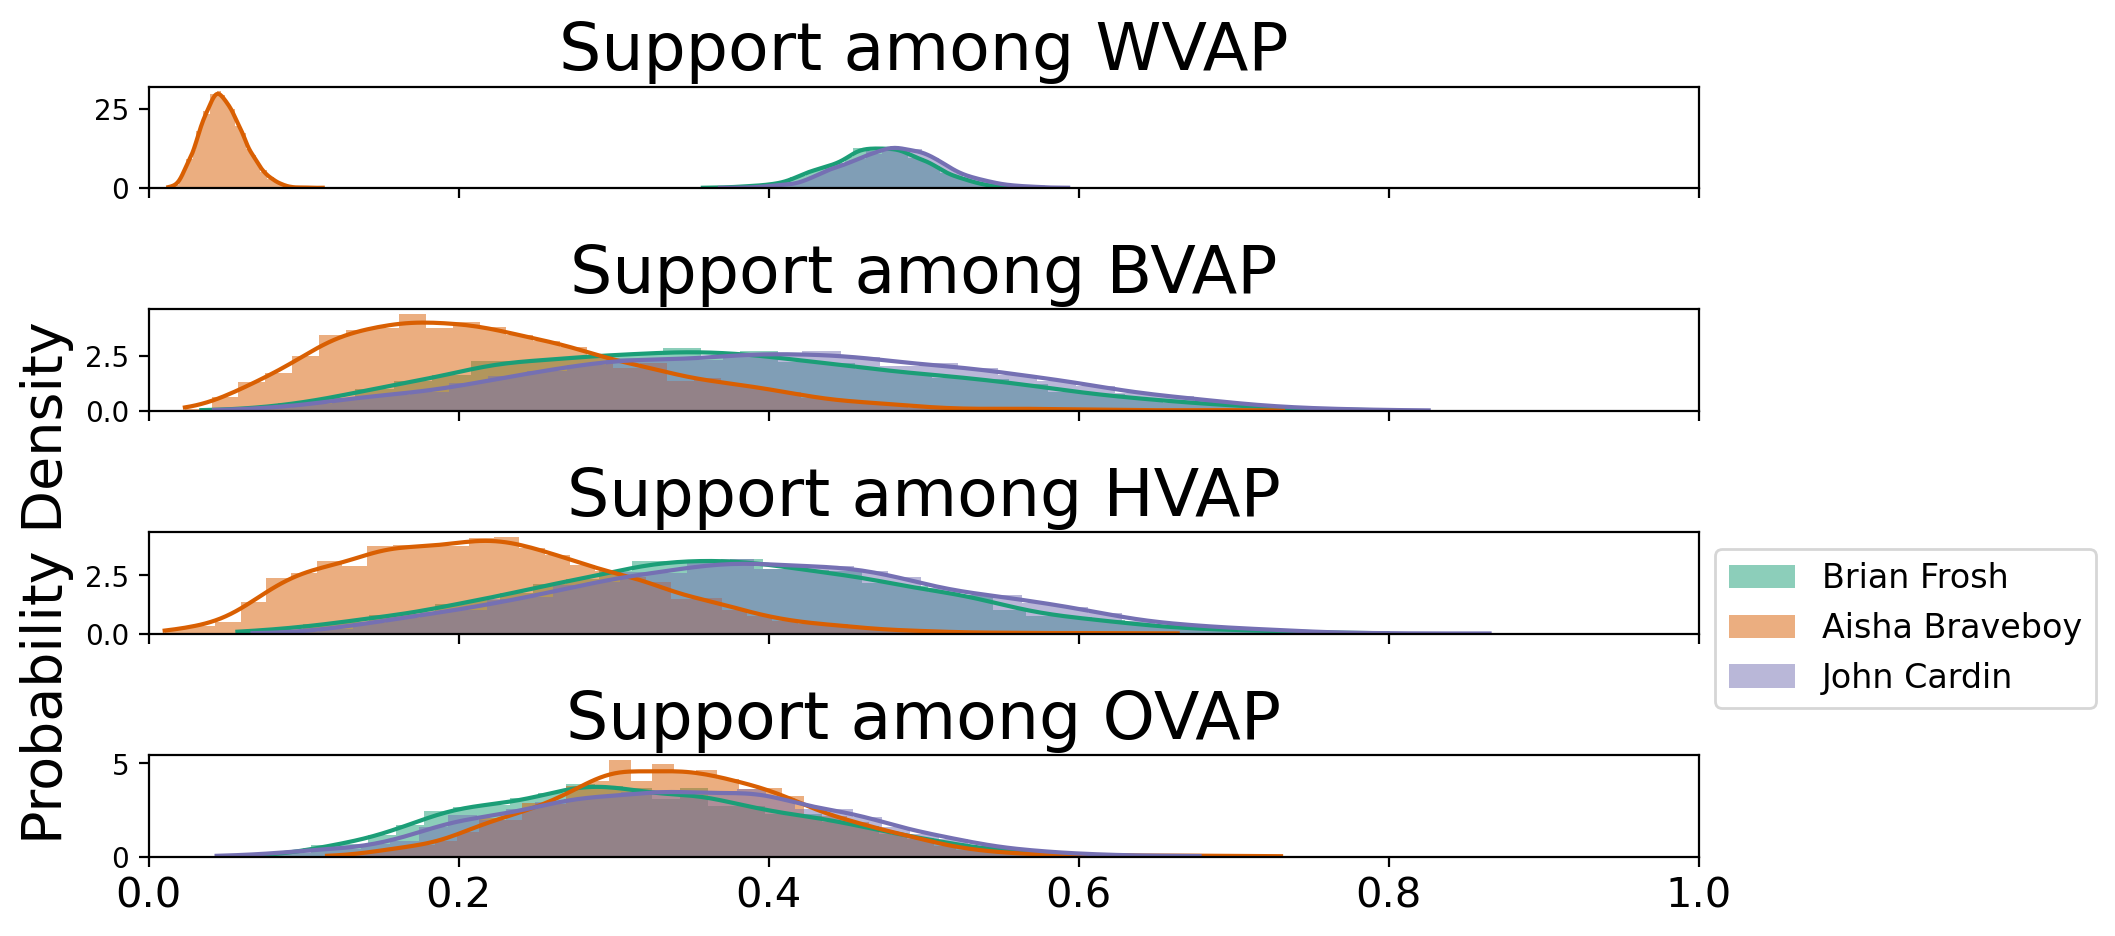 Support among WVAP
25
0
Support among BVAP
2.5
0.0
Support among HVAP
2.5
0.0
Support among OVAP
5
0
0.0 0.2 0.4 0.6 0.8 1.0
Probability Density
Brian Frosh
Aisha Braveboy
John Cardin